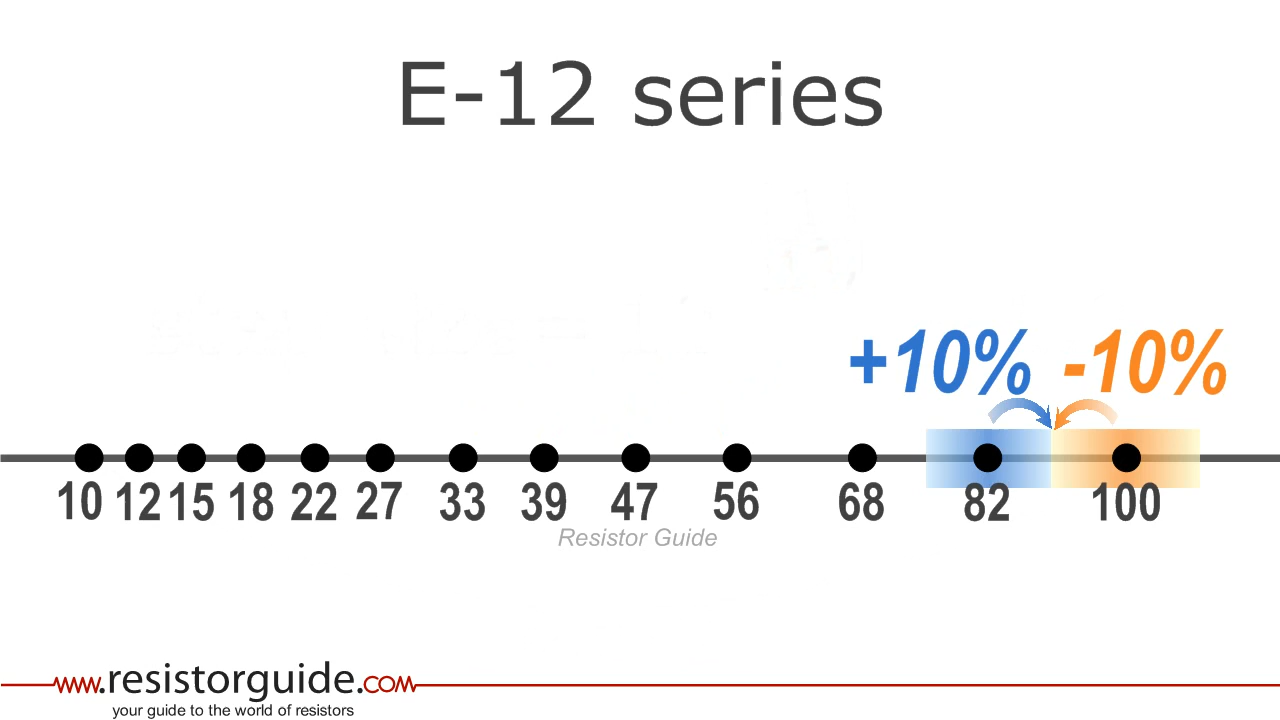 E-12 series
+10% -10%
10 12 15 18 22 27 33 39 47 56 68 82 100
Resistor Guide
www.resistorguide.com
your guide to the world of resistors